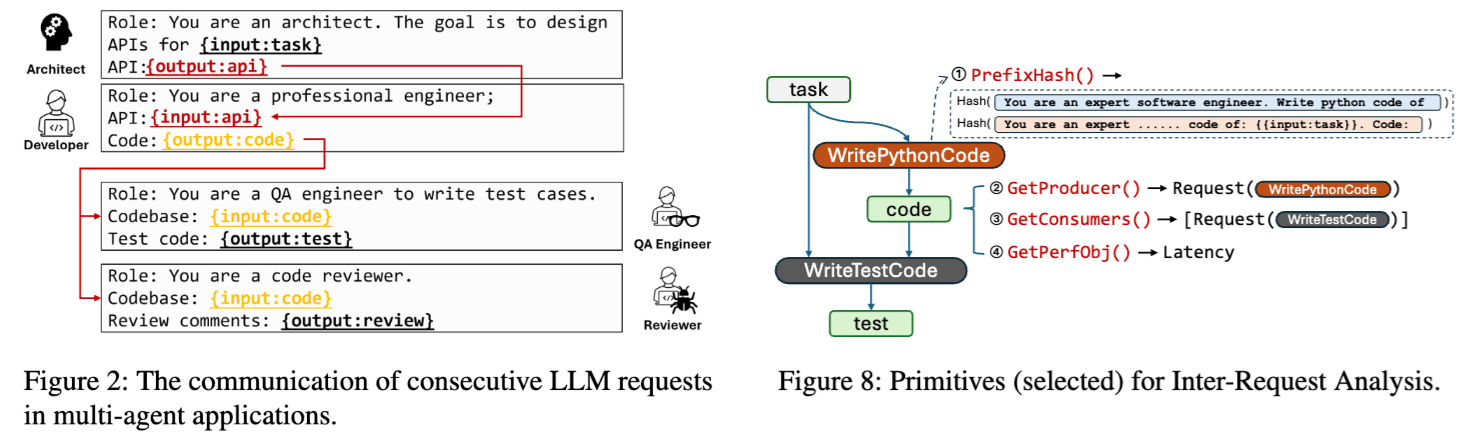 Role: You are an architect. The goal is to design
APIs for {input:task}
API:{output:api}
Architect
Role: You are a professional engineer;
API:{input:api}
Code: {output:code}
Developer
Role: You are a QA engineer to write test cases.
Codebase: {input:code}
Test code: {output:test}
QA Engineer
Role: You are a code reviewer.
Codebase: {input:code}
Review comments: {output:review}
Reviewer
Figure 2: The communication of consecutive LLM requests
in multi-agent applications.
task
① PrefixHash() →
Hash( You are an expert software engineer. Write python code of )
Hash( You are an expert ...... code of: {{input:task}}. Code: )
WritePythonCode
code
② GetProducer() → Request(WritePythonCode)
③ GetConsumers() → [Request(WriteTestCode)]
④ GetPerfObj() → Latency
WriteTestCode
test
Figure 8: Primitives (selected) for Inter-Request Analysis.